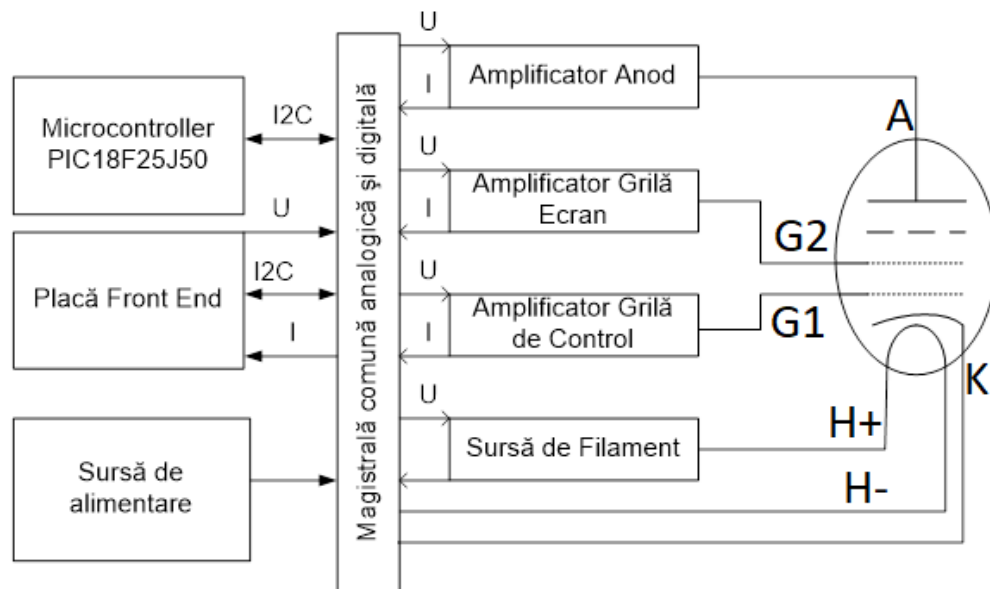 Microcontroller
PIC18F25J50
I2C
U
Placă Front End
I2C
I
Sursă de
alimentare
Magistrală comună analogică şi digitală
U
I
Amplificator Anod
U
I
Amplificator Grilă
Ecran
U
I
Amplificator Grilă
de Control
U
Sursă de Filament
A
G2
G1
K
H+
H-